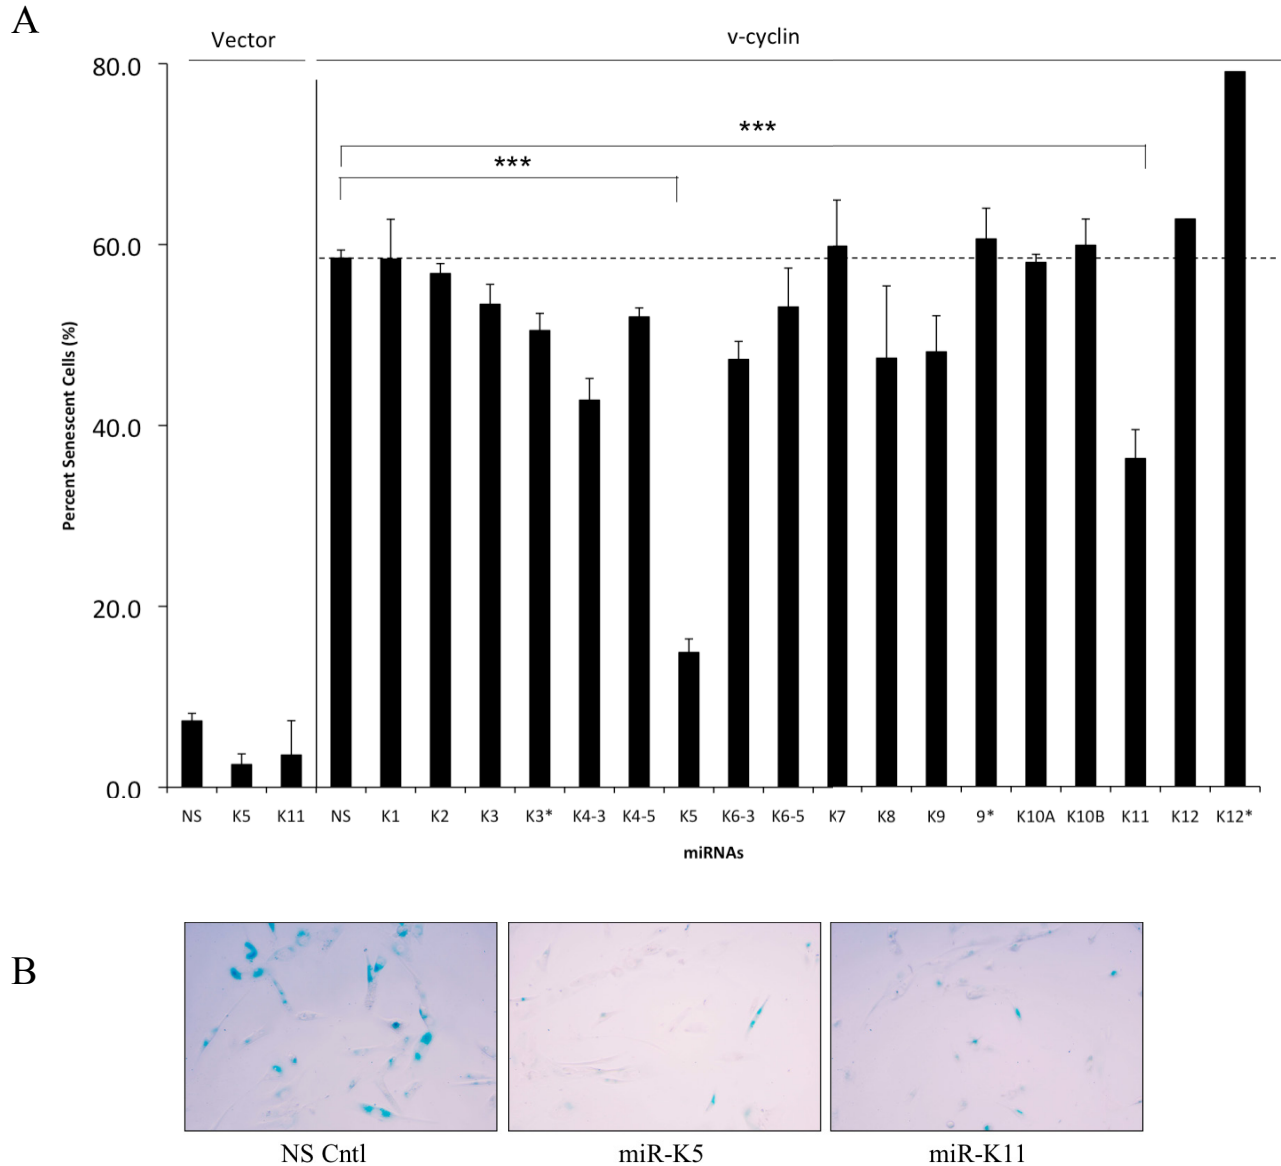 A
Vector
v-cyclin
80.0
60.0
40.0
20.0
0.0
Percent Senescent Cells (%)
***
***
NS K5 K11 NS K1 K2 K3 K3* K4-3 K4-5 K5 K6-3 K6-5 K7 K8 K9 9* K10A K10B K11 K12 K12*
miRNAs
B
NS Cntl
miR-K5
miR-K11